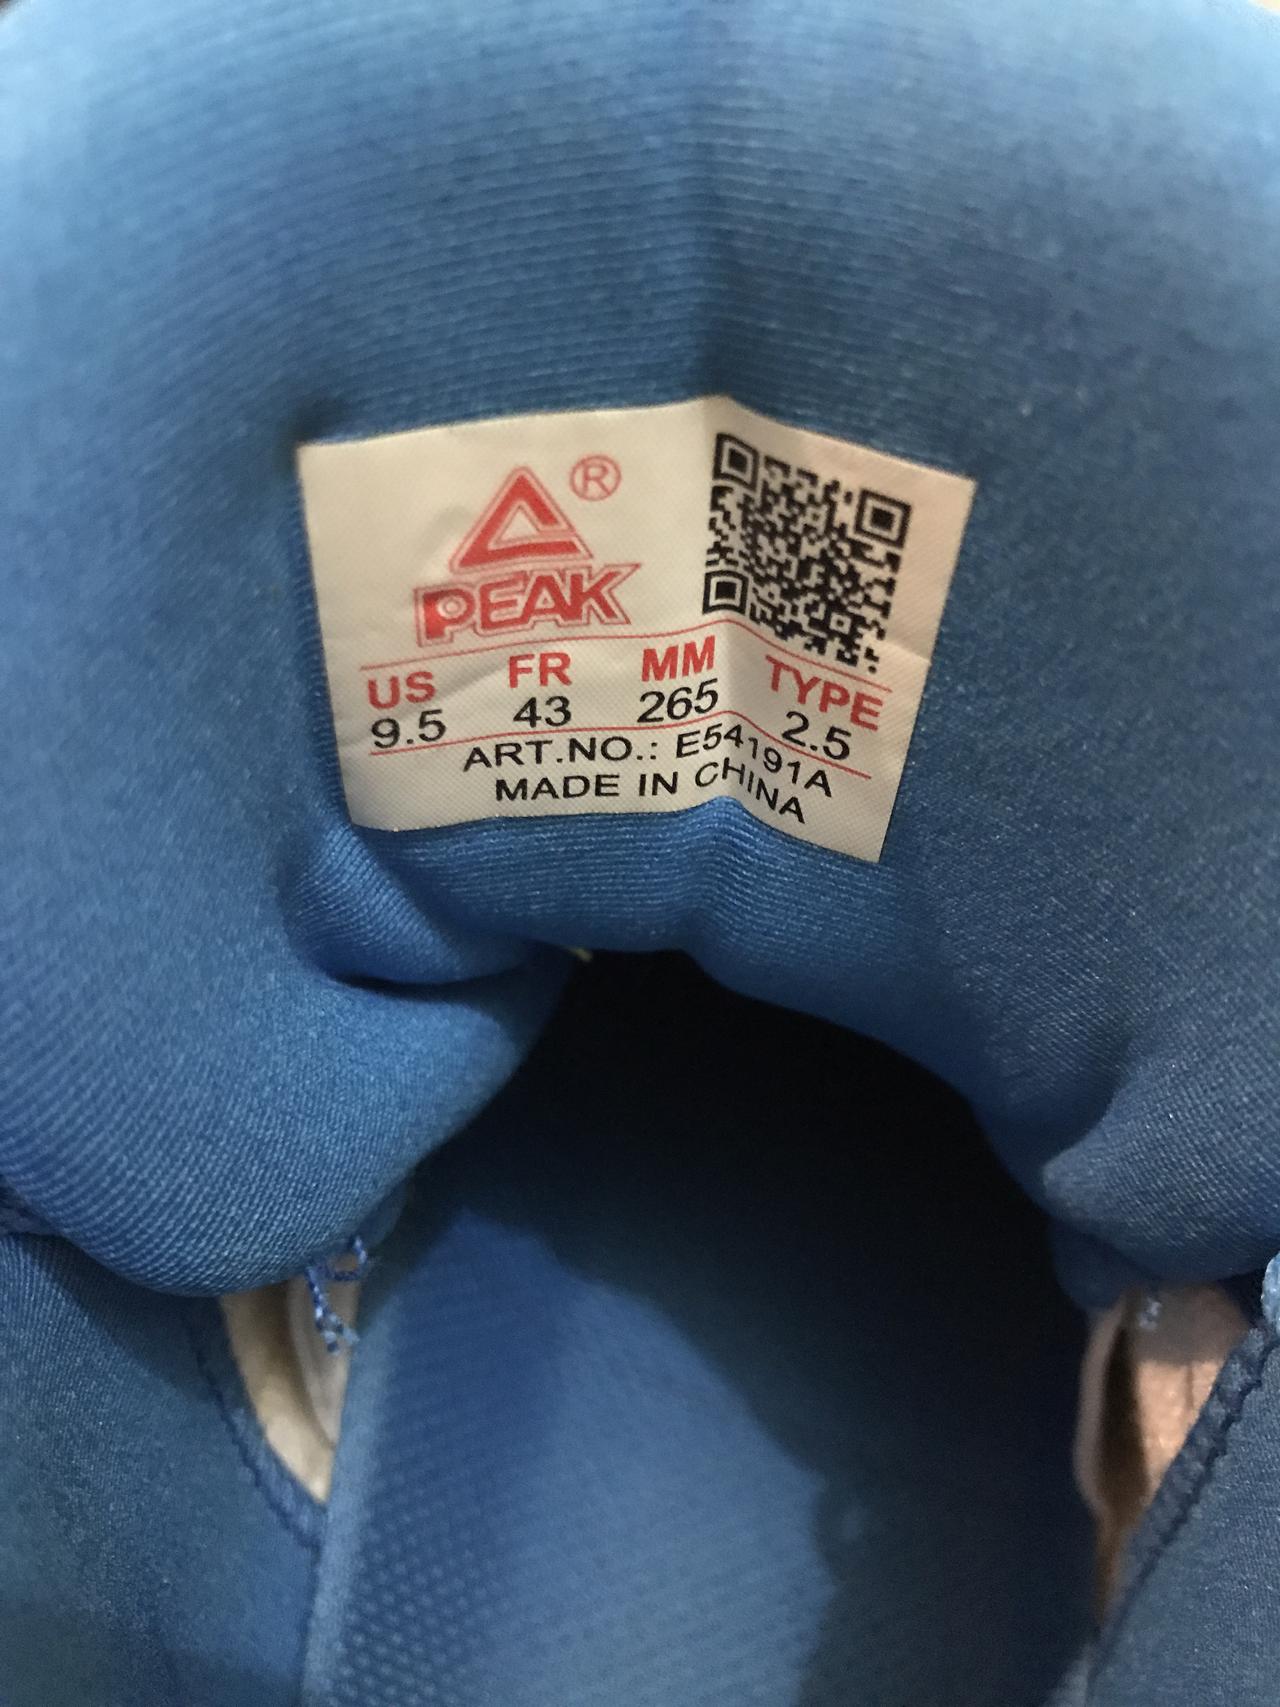 ®
PEAK
US FR MM TYPE
9.5 43 265 2.5
ART.NO.: E54191A
MADE IN CHINA